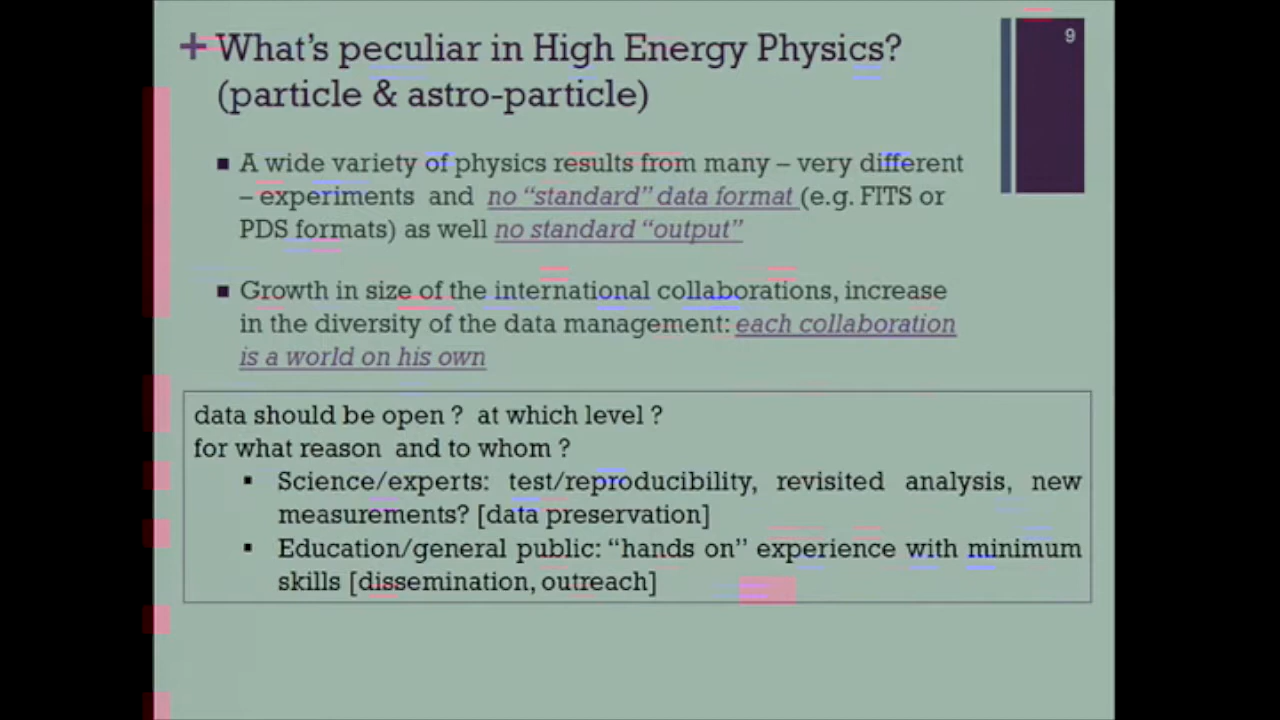 9
+ What's peculiar in High Energy Physics?
(particle & astro-particle)
▪ A wide variety of physics results from many – very different
– experiments and no “standard” data format (e.g. FITS or
PDS formats) as well no standard “output”
▪ Growth in size of the international collaborations, increase
in the diversity of the data management: each collaboration
is a world on his own
data should be open ? at which level ?
for what reason and to whom ?
▪ Science/experts: test/reproducibility, revisited analysis, new
measurements? [data preservation]
▪ Education/general public: “hands on” experience with minimum
skills [dissemination, outreach]